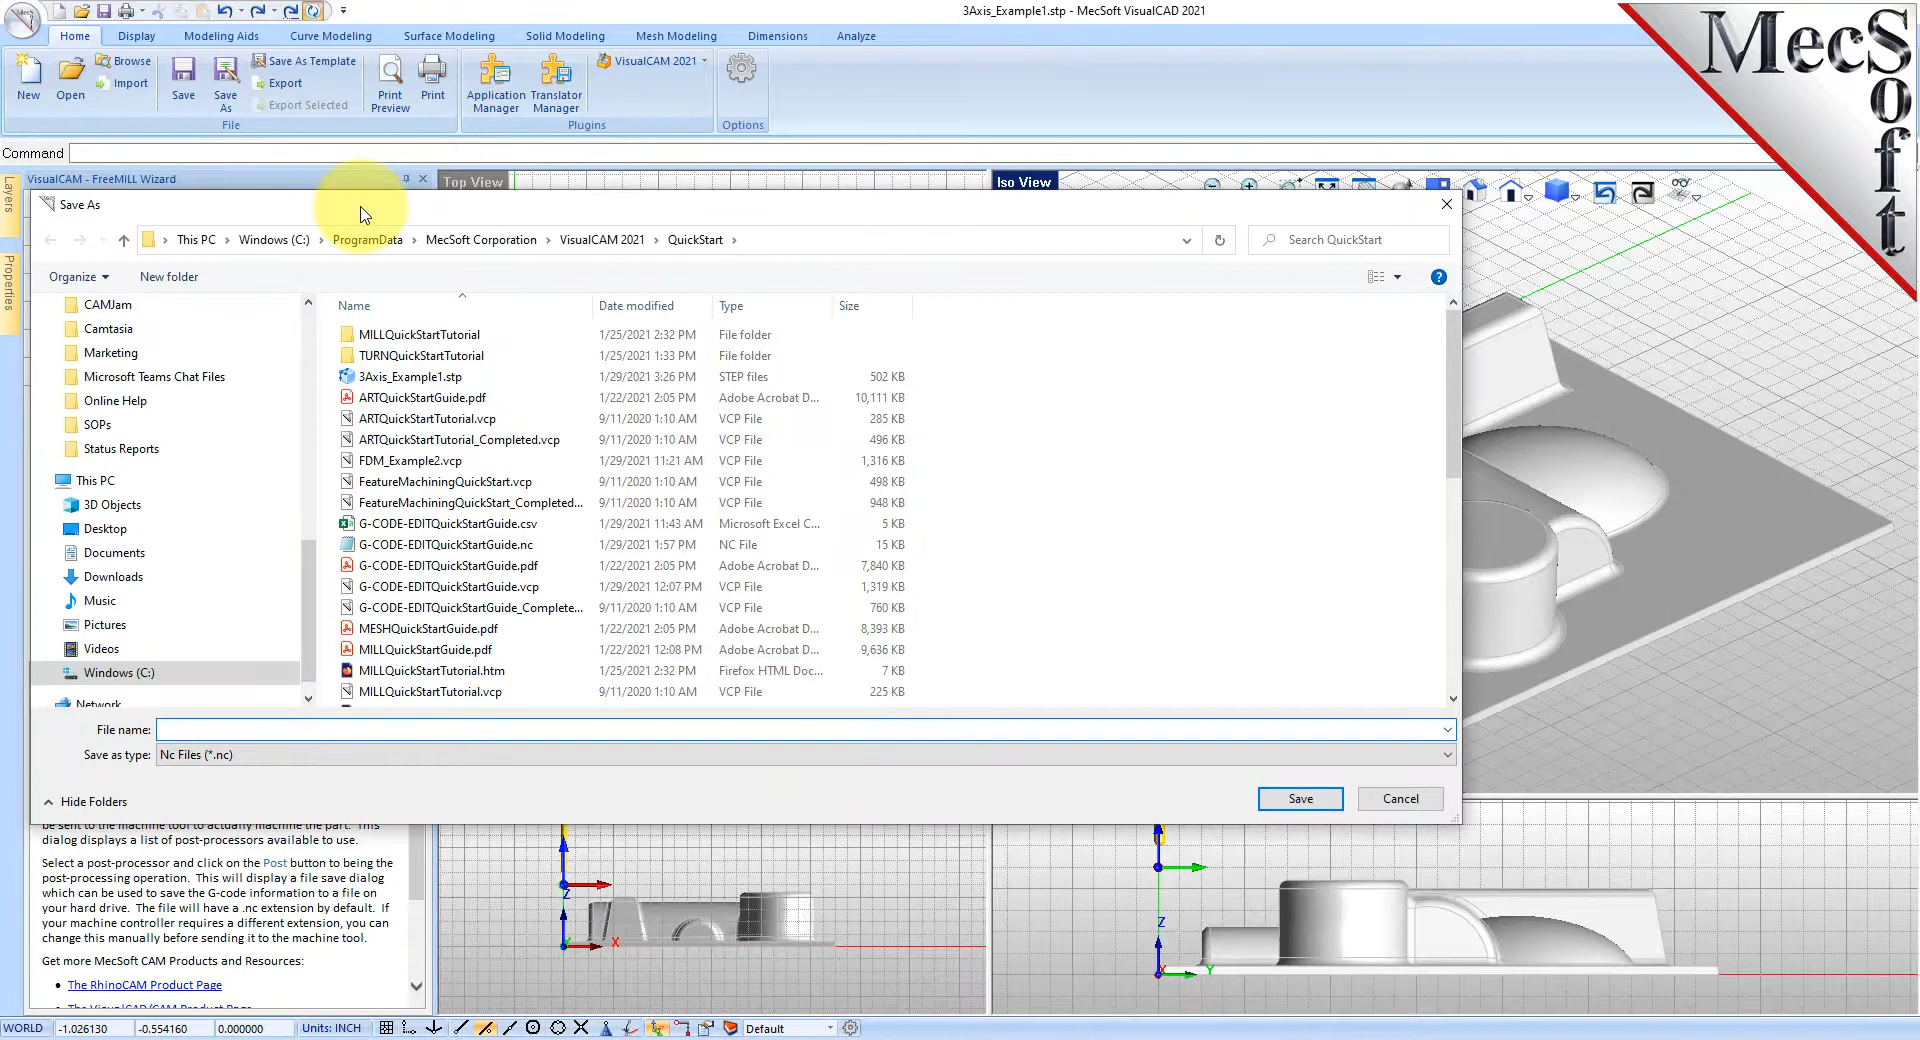 3Axis_Example1.stp - MecSoft VisualCAD 2021
Home Display Modeling Aids Curve Modeling Surface Modeling Solid Modeling Mesh Modeling Dimensions Analyze
New Open Browse Import Save Save As Save As Template Export Export Selected Print Preview Print Application Manager Translator Manager VisualCAM 2021
File Plugins Options
MecSoft
Command
VisualCAM - FreeMILL Wizard
Top View
Iso View
Layers
Properties
Save As
This PC Windows (C:) ProgramData MecSoft Corporation VisualCAM 2021 QuickStart
Search QuickStart
Organize New folder
CAMJam
Camtasia
Marketing
Microsoft Teams Chat Files
Online Help
SOPs
Status Reports
This PC
3D Objects
Desktop
Documents
Downloads
Music
Pictures
Videos
Windows (C:)
Network
Name Date modified Type Size
MILLQuickStartTutorial 1/25/2021 2:32 PM File folder
TURNQuickStartTutorial 1/25/2021 1:33 PM File folder
3Axis_Example1.stp 1/29/2021 3:26 PM STEP files 502 KB
ARTQuickStartGuide.pdf 1/22/2021 2:05 PM Adobe Acrobat D... 10,111 KB
ARTQuickStartTutorial.vcp 9/11/2020 1:10 AM VCP File 285 KB
ARTQuickStartTutorial_Completed.vcp 9/11/2020 1:10 AM VCP File 496 KB
FDM_Example2.vcp 1/29/2021 11:21 AM VCP File 1,316 KB
FeatureMachiningQuickStart.vcp 9/11/2020 1:10 AM VCP File 498 KB
FeatureMachiningQuickStart_Completed... 9/11/2020 1:10 AM VCP File 948 KB
G-CODE-EDITQuickStartGuide.csv 1/29/2021 11:43 AM Microsoft Excel C... 5 KB
G-CODE-EDITQuickStartGuide.nc 1/29/2021 1:57 PM NC File 15 KB
G-CODE-EDITQuickStartGuide.pdf 1/22/2021 2:05 PM Adobe Acrobat D... 7,840 KB
G-CODE-EDITQuickStartGuide.vcp 1/29/2021 12:07 PM VCP File 1,319 KB
G-CODE-EDITQuickStartGuide_Complete... 9/11/2020 1:10 AM VCP File 760 KB
MESHQuickStartGuide.pdf 1/22/2021 2:05 PM Adobe Acrobat D... 8,393 KB
MILLQuickStartGuide.pdf 1/22/2021 12:08 PM Adobe Acrobat D... 9,636 KB
MILLQuickStartTutorial.htm 1/25/2021 2:32 PM Firefox HTML Doc... 7 KB
MILLQuickStartTutorial.vcp 9/11/2020 1:10 AM VCP File 225 KB
File name:
Save as type: Nc Files (*.nc)
Hide Folders
Save Cancel
be sent to the machine tool to actually machine the part. This
dialog displays a list of post-processors available to use.
Select a post-processor and click on the Post button to being the
post-processing operation. This will display a file save dialog
which can be used to save the G-code information to a file on
your hard drive. The file will have a .nc extension by default. If
your machine controller requires a different extension, you can
change this manually before sending it to the machine tool.
Get more MecSoft CAM Products and Resources:
The RhinoCAM Product Page
The VisualCAD/CAM Product Page
Z
X
Z
X Y
WORLD -1.026130 -0.554160 0.000000 Units: INCH Default